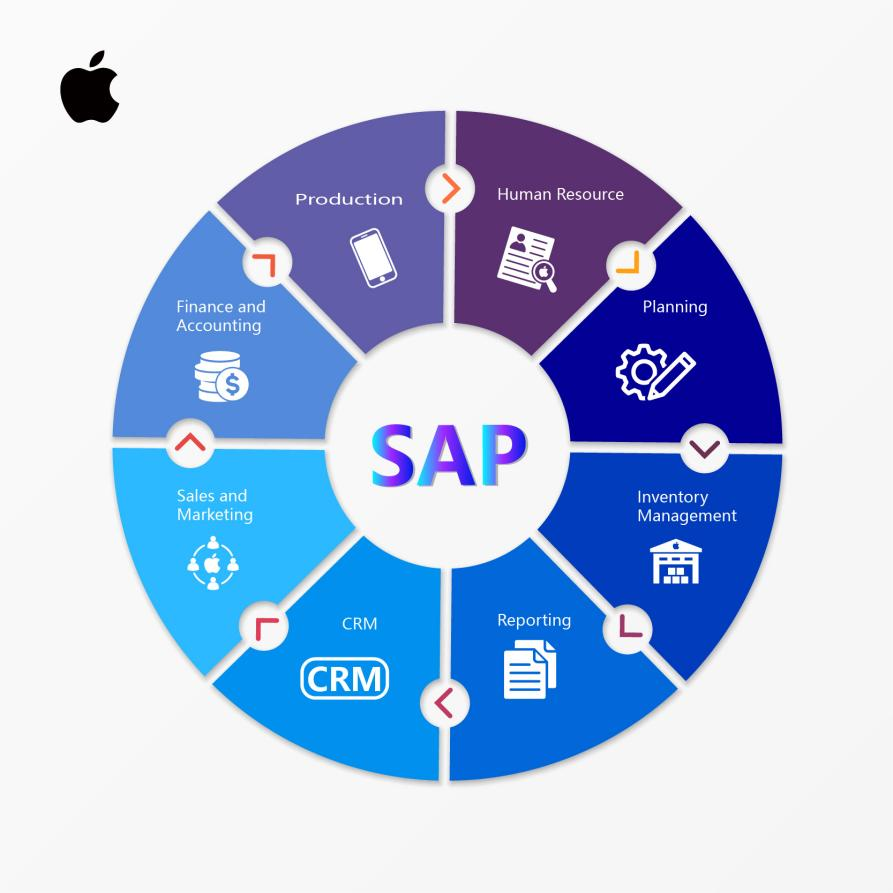 Production
Human Resource
Planning
Inventory
Management
Reporting
CRM
CRM
Sales and
Marketing
Finance and
Accounting
$
SAP